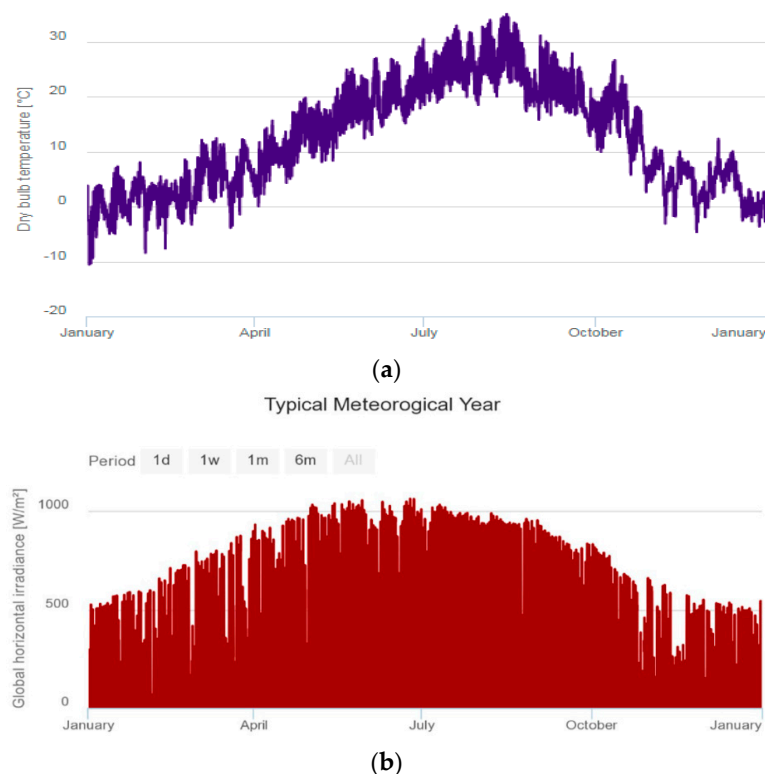 30
20
10
0
-10
-20
Dry bulb temperature [°C]
January April July October January
(a)
Typical Meteorogical Year
Period 1d 1w 1m 6m All
1000
500
0
Global horizontal irradiance [W/m²]
January April July October January
(b)